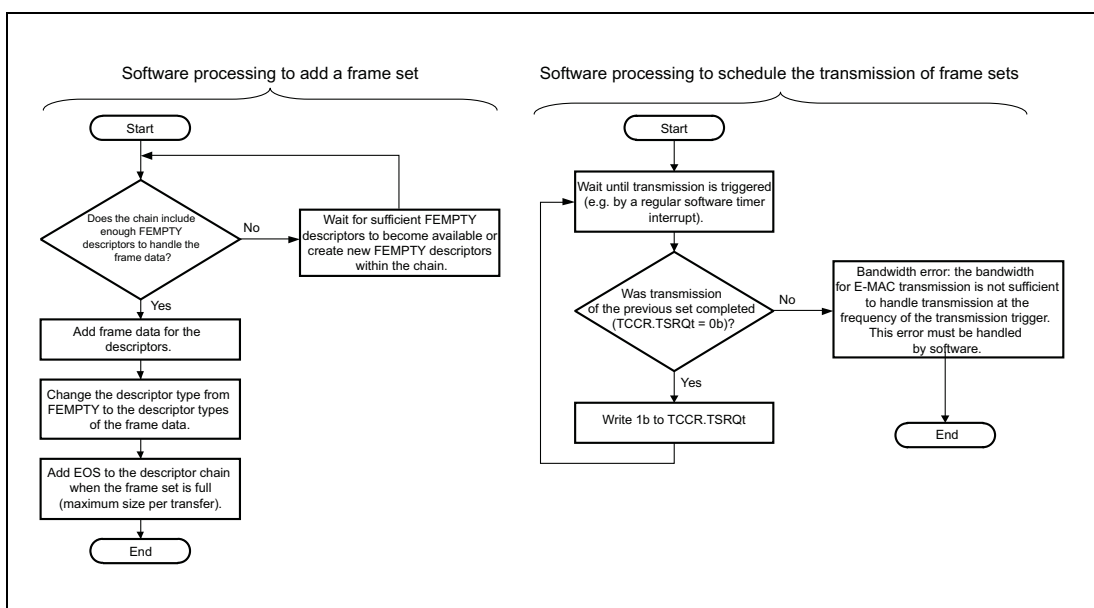 Software processing to add a frame set
Start
Does the chain include
enough FEMPTY
descriptors to handle the
frame data?
No
Wait for sufficient FEMPTY
descriptors to become available or
create new FEMPTY descriptors
within the chain.
Yes
Add frame data for the
descriptors.
Change the descriptor type from
FEMPTY to the descriptor types
of the frame data.
Add EOS to the descriptor chain
when the frame set is full
(maximum size per transfer).
End
Software processing to schedule the transmission of frame sets
Start
Wait until transmission is triggered
(e.g. by a regular software timer
interrupt).
Was transmission
of the previous set completed
(TCCR.TSRQt = 0b)?
No
Bandwidth error: the bandwidth
for E-MAC transmission is not sufficient
to handle transmission at the
frequency of the transmission trigger.
This error must be handled
by software.
Yes
Write 1b to TCCR.TSRQt
End